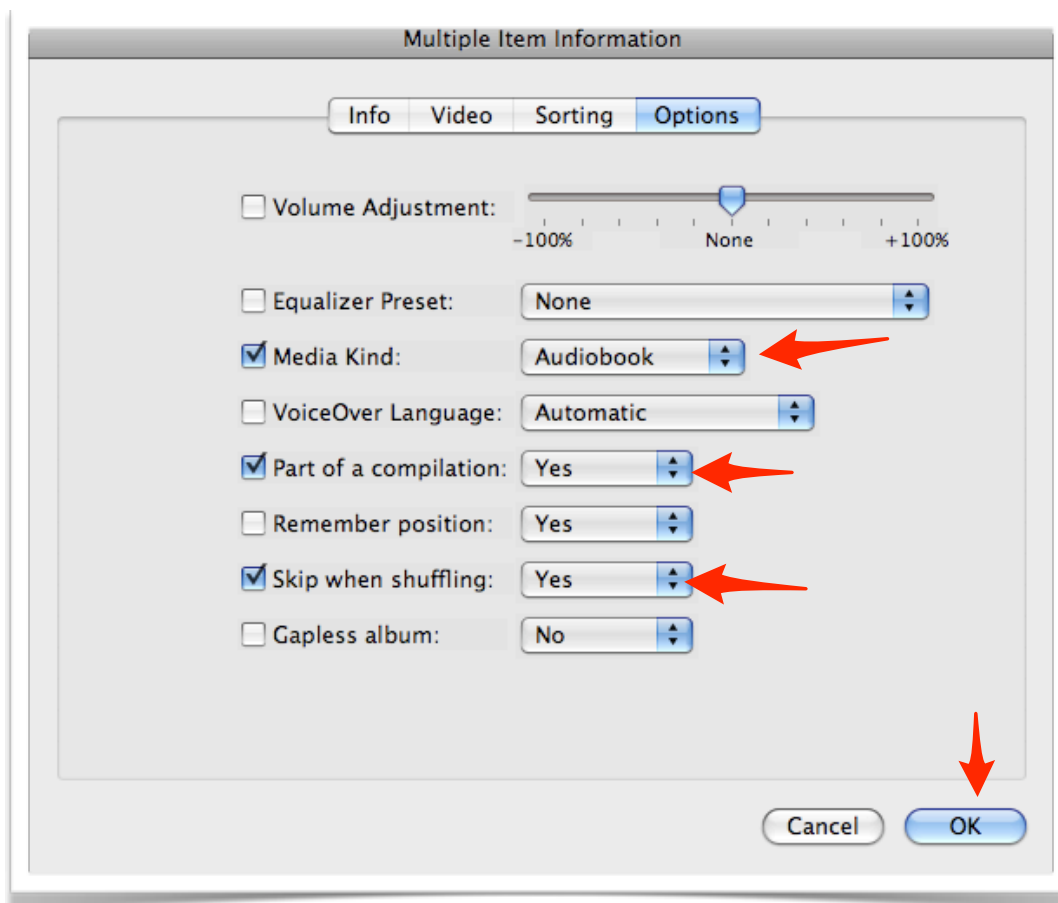 Multiple Item Information
Info Video Sorting Options
Volume Adjustment:
-100% None +100%
Equalizer Preset: None
Media Kind: Audiobook
VoiceOver Language: Automatic
Part of a compilation: Yes
Remember position: Yes
Skip when shuffling: Yes
Gapless album: No
Cancel OK